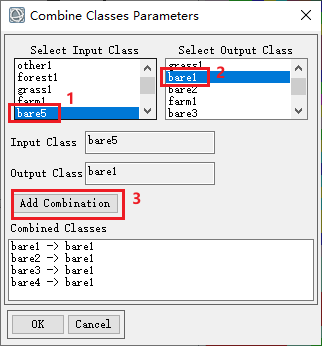 Combine Classes Parameters
Select Input Class
Select Output Class
other1
forest1
grass1
farm1
bare5
1
grass1
bare1
2
bare2
farm1
bare3
Input Class bare5
Output Class bare1
Add Combination
3
Combined Classes
bare1 -> bare1
bare2 -> bare1
bare3 -> bare1
bare4 -> bare1
OK
Cancel